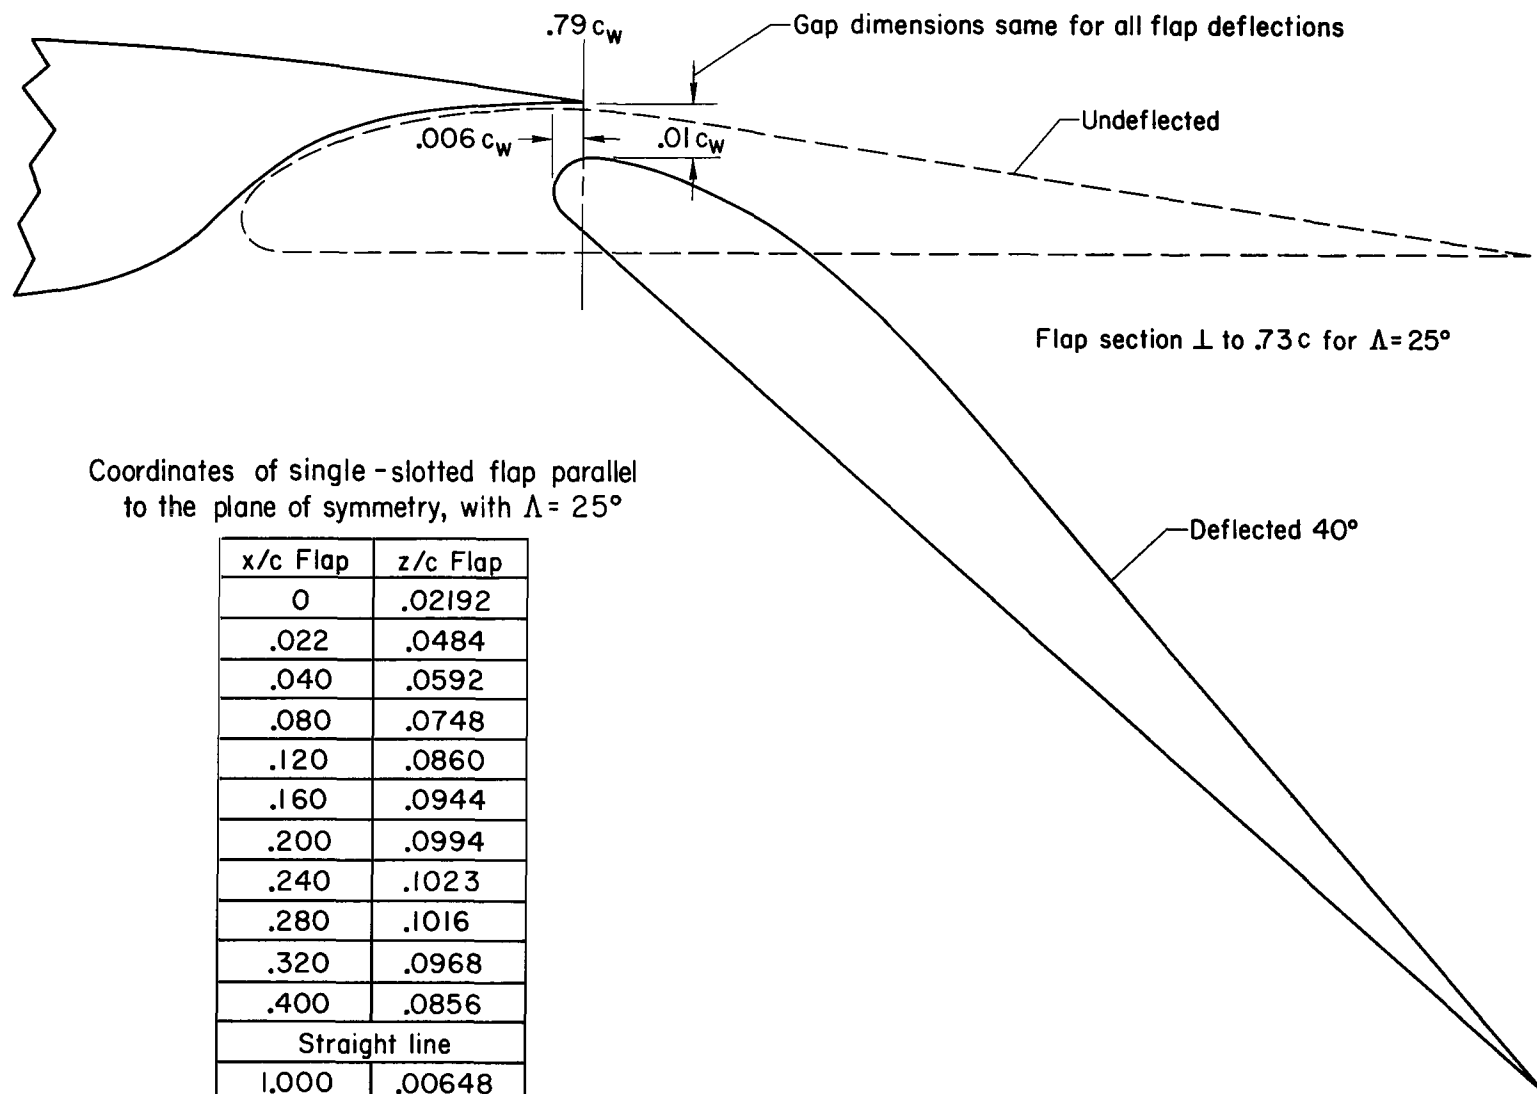 .79 c_w
Gap dimensions same for all flap deflections
Undeflected
.006 c_w
.01 c_w
Flap section ⊥ to .73 c for Λ = 25°
Coordinates of single-slotted flap parallel
to the plane of symmetry, with Λ = 25°
Deflected 40°
x/c Flap z/c Flap
0 .02192
.022 .0484
.040 .0592
.080 .0748
.120 .0860
.160 .0944
.200 .0994
.240 .1023
.280 .1016
.320 .0968
.400 .0856
Straight line
1.000 .00648